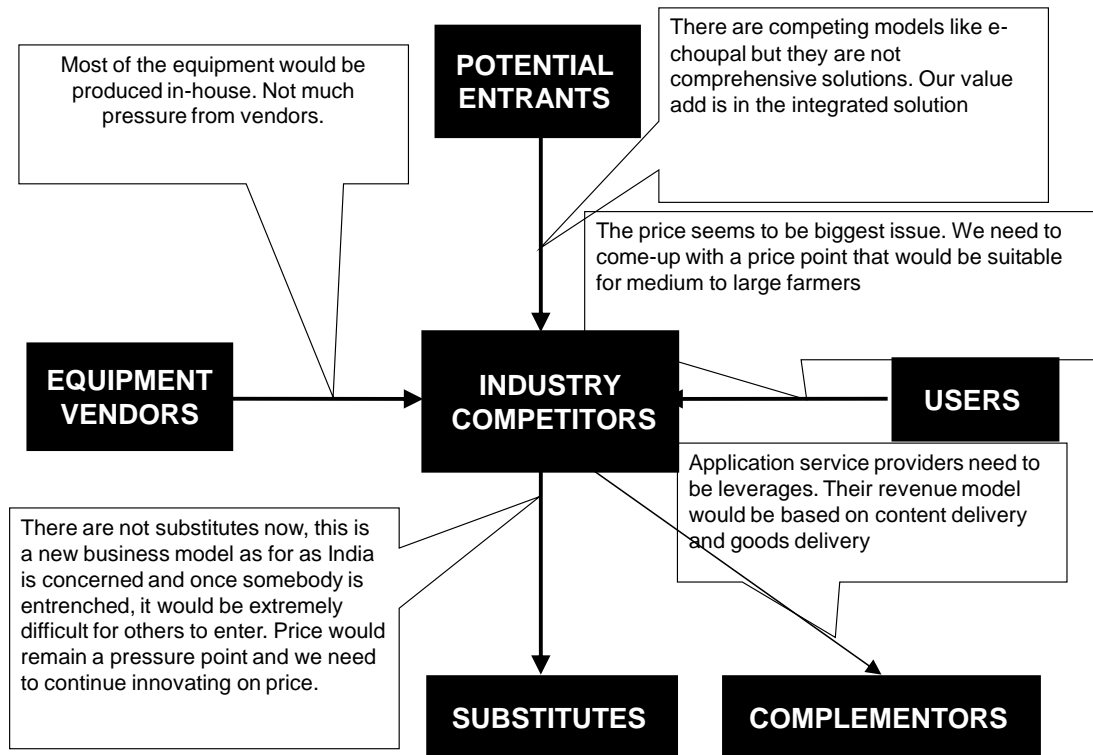 Most of the equipment would be
produced in-house. Not much
pressure from vendors.
POTENTIAL
ENTRANTS
There are competing models like e-
choupal but they are not
comprehensive solutions. Our value
add is in the integrated solution
The price seems to be biggest issue. We need to
come-up with a price point that would be suitable
for medium to large farmers
EQUIPMENT
VENDORS
INDUSTRY
COMPETITORS
USERS
Application service providers need to
be leverages. Their revenue model
would be based on content delivery
and goods delivery
There are not substitutes now, this is
a new business model as for as India
is concerned and once somebody is
entrenched, it would be extremely
difficult for others to enter. Price would
remain a pressure point and we need
to continue innovating on price.
SUBSTITUTES
COMPLEMENTORS